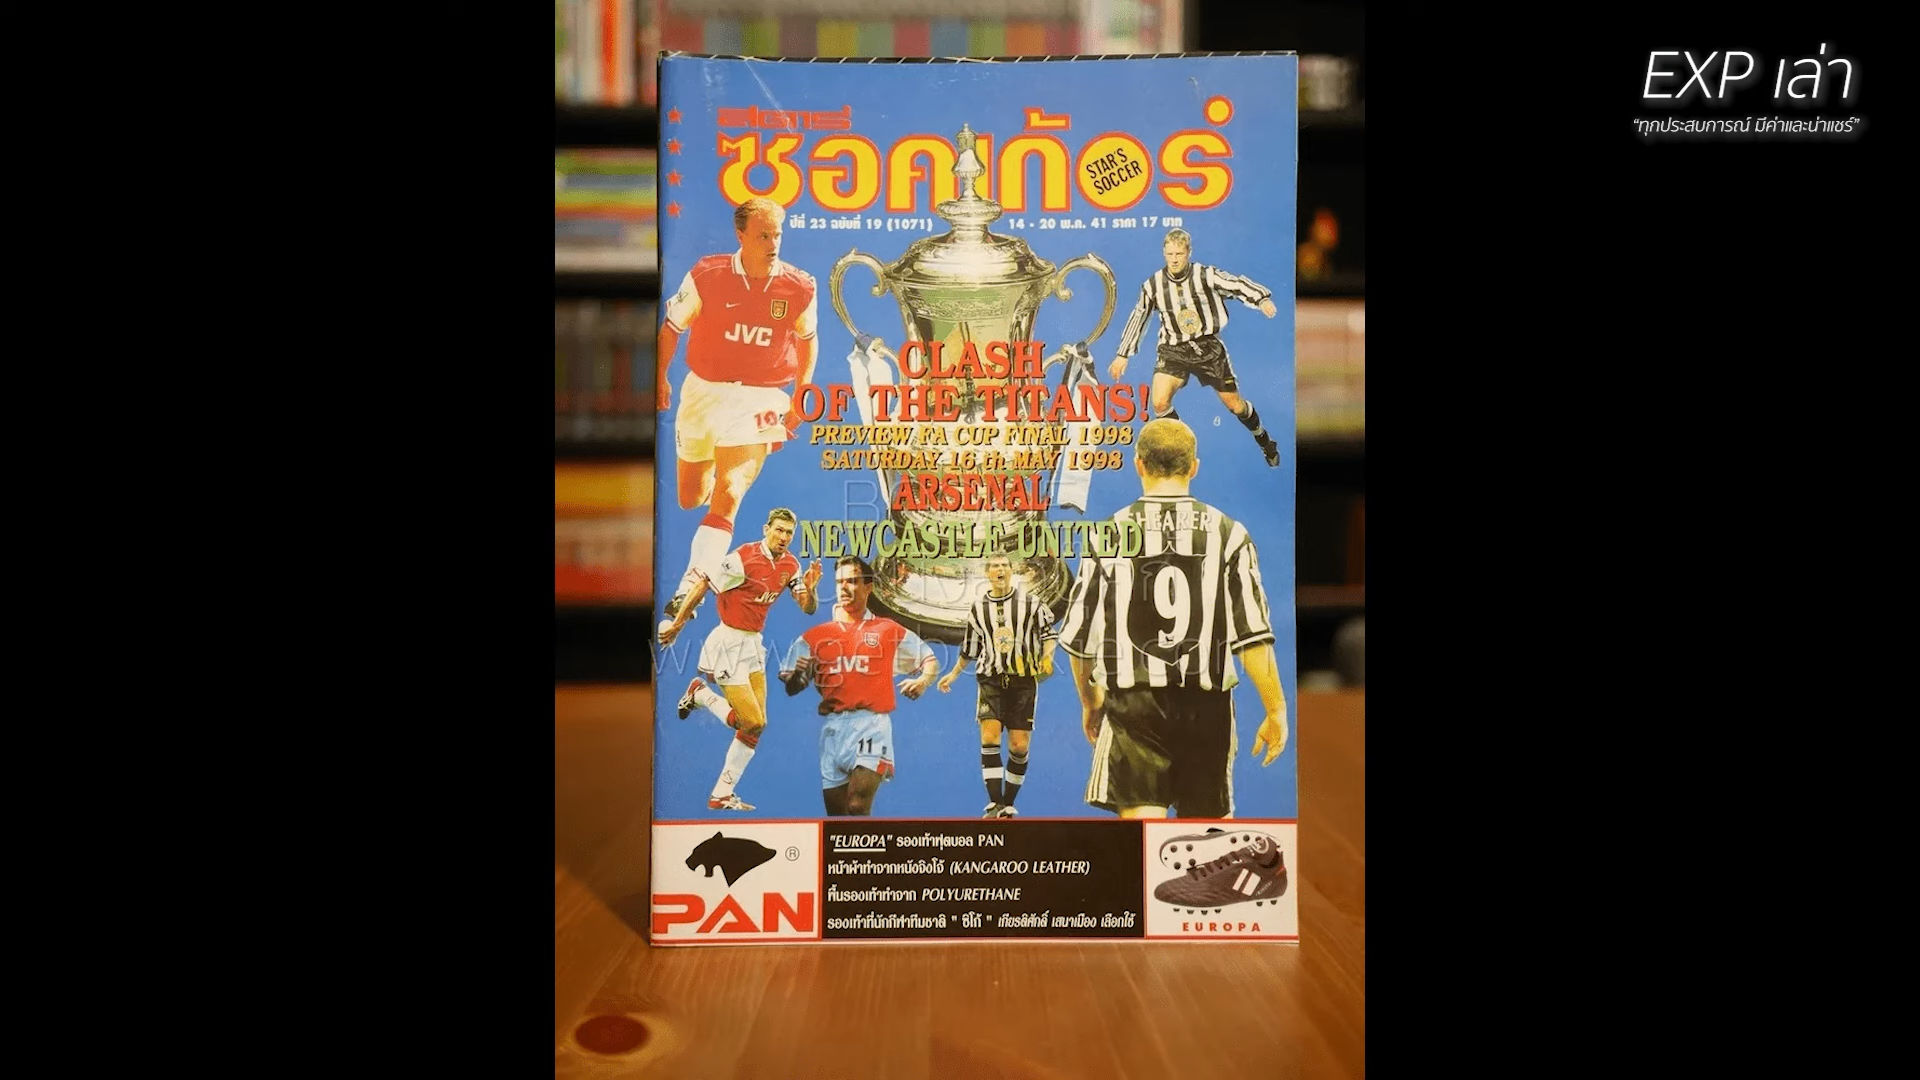 EXP เล่า
“ทุกประสบการณ์ มีค่าและน่าแชร์”
สตาร์
ซอคเก้อร์
STAR'S
SOCCER
ปีที่ 23 ฉบับที่ 19 (1071)
14 - 20 พ.ค. 41 ราคา 17 บาท
JVC
10
CLASH
OF THE TITANS!
PREVIEW FA CUP FINAL 1998
SATURDAY 16 th MAY 1998
ARSENAL
NEWCASTLE UNITED
SHEARER
9
JVC
JVC
11
www.getbookie.com
PAN
®
"EUROPA" รองเท้าฟุตบอล PAN
หน้าผ้าทำจากหนังจิงโจ้ (KANGAROO LEATHER)
พื้นรองเท้าทำจาก POLYURETHANE
รองเท้าที่นักกีฬาทีมชาติ " ซิโก้ " เกียรติศักดิ์ เสนาเมือง เลือกใช้
EUROPA